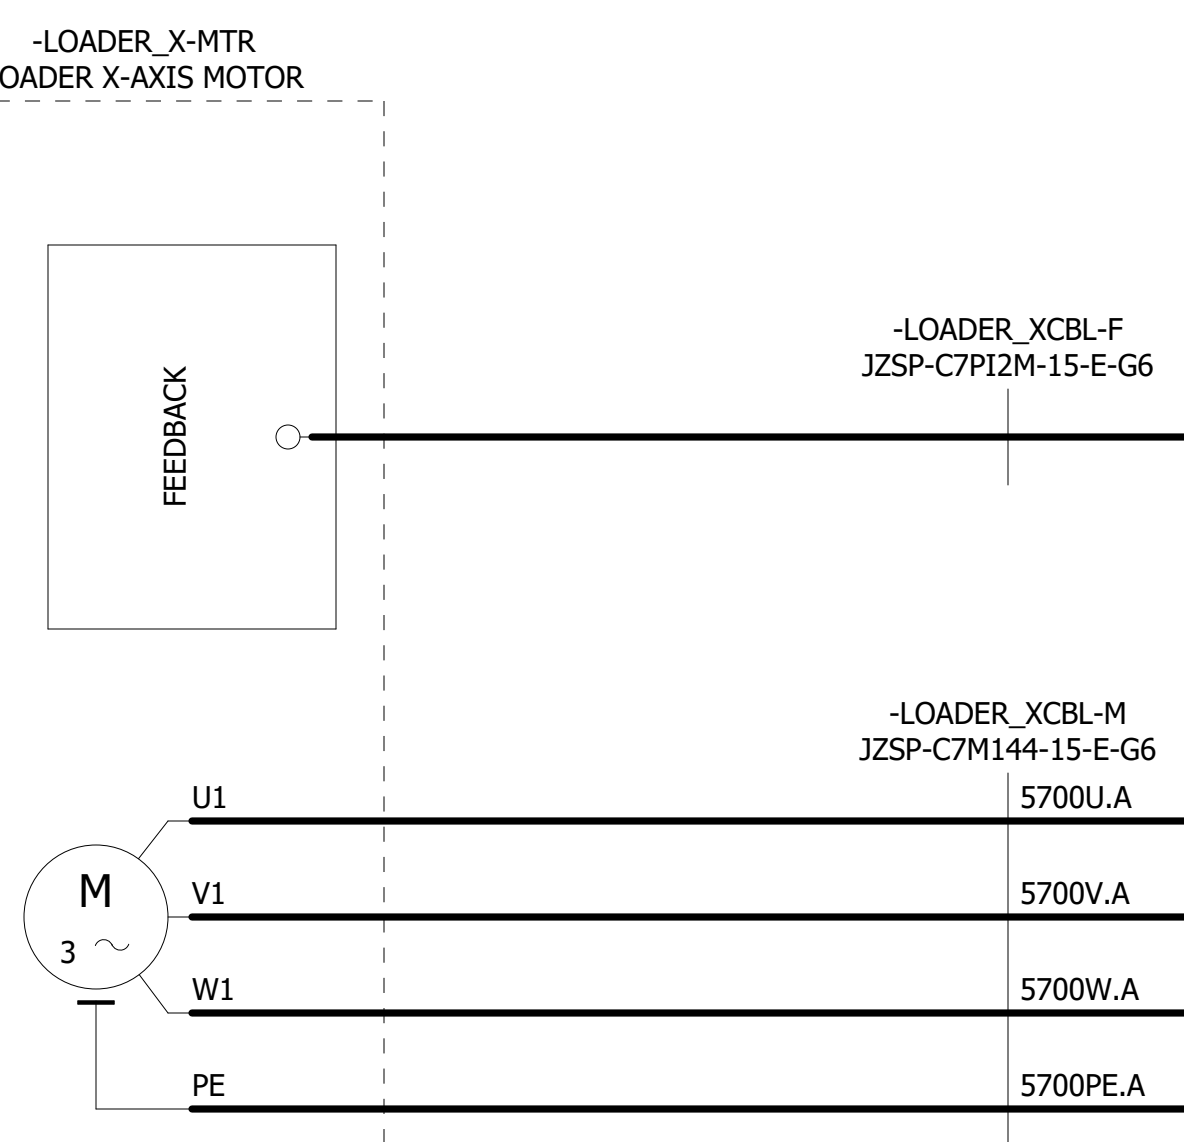 -LOADER_X-MTR
OADER X-AXIS MOTOR
-LOADER_XCBL-F
JZSP-C7PI2M-15-E-G6
FEEDBACK
-LOADER_XCBL-M
JZSP-C7M144-15-E-G6
U1
5700U.A
M
3
V1
5700V.A
W1
5700W.A
PE
5700PE.A